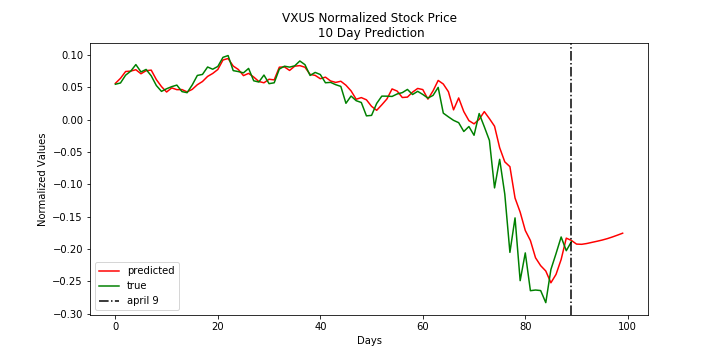 VXUS Normalized Stock Price
10 Day Prediction
Normalized Values
0.10
0.05
0.00
−0.05
−0.10
−0.15
−0.20
−0.25
−0.30
predicted
true
april 9
0 20 40 60 80 100
Days